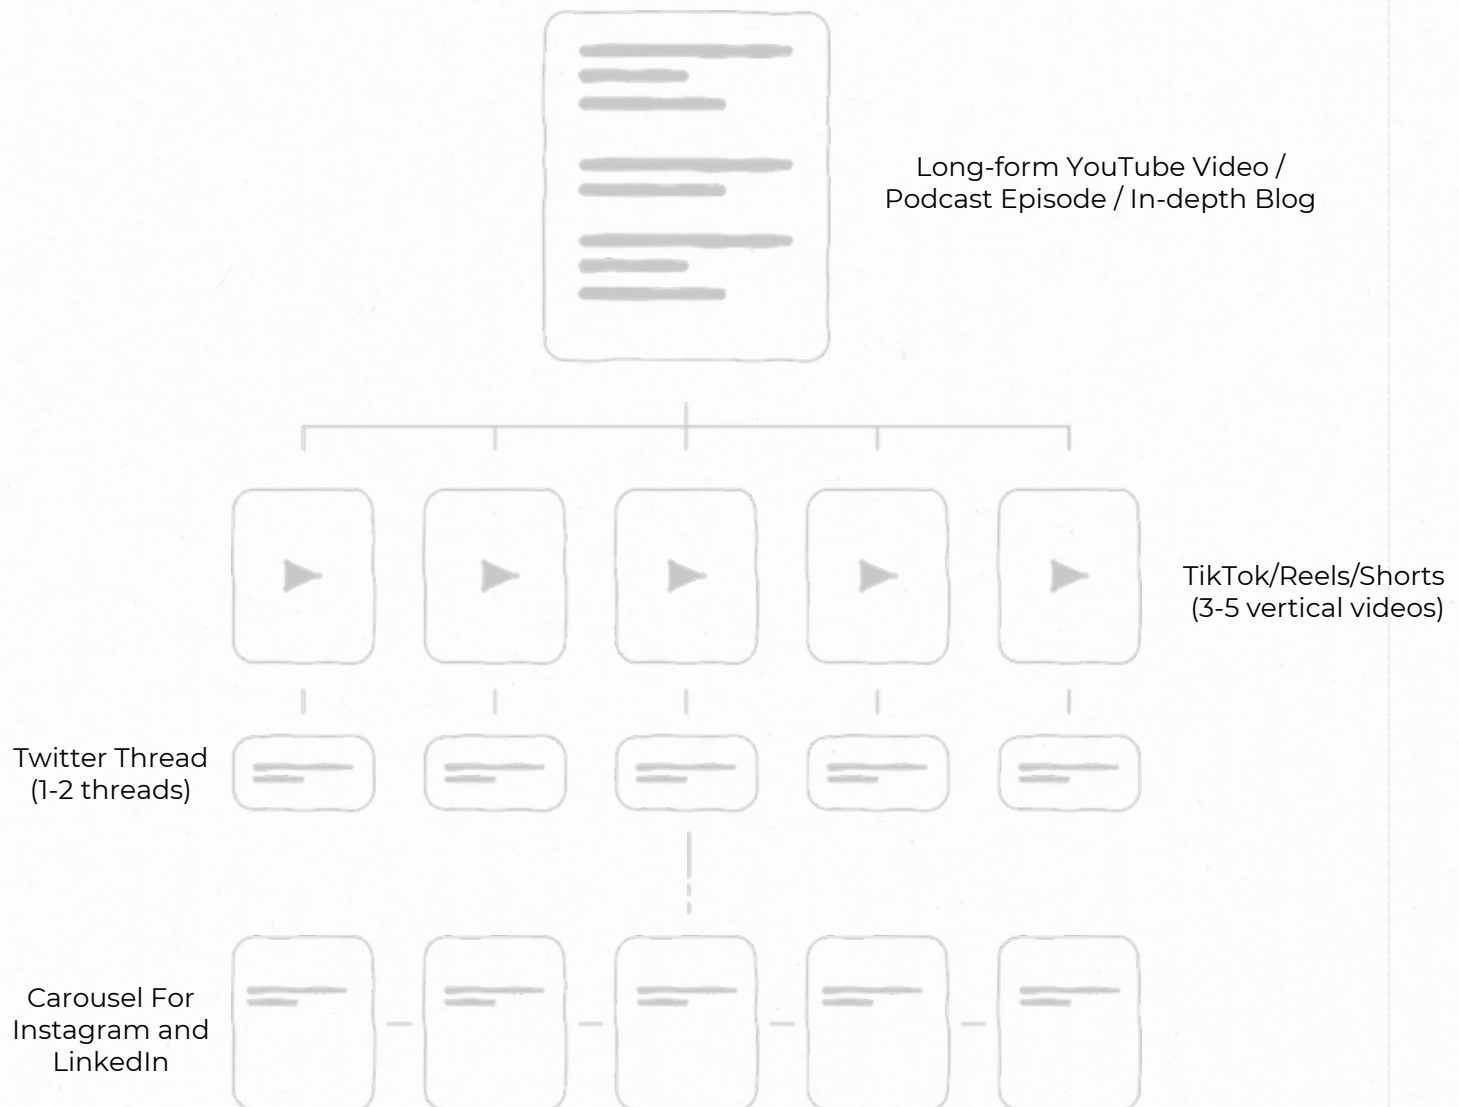 Long-form YouTube Video /
Podcast Episode / In-depth Blog
TikTok/Reels/Shorts
(3-5 vertical videos)
Twitter Thread
(1-2 threads)
Carousel For
Instagram and
LinkedIn